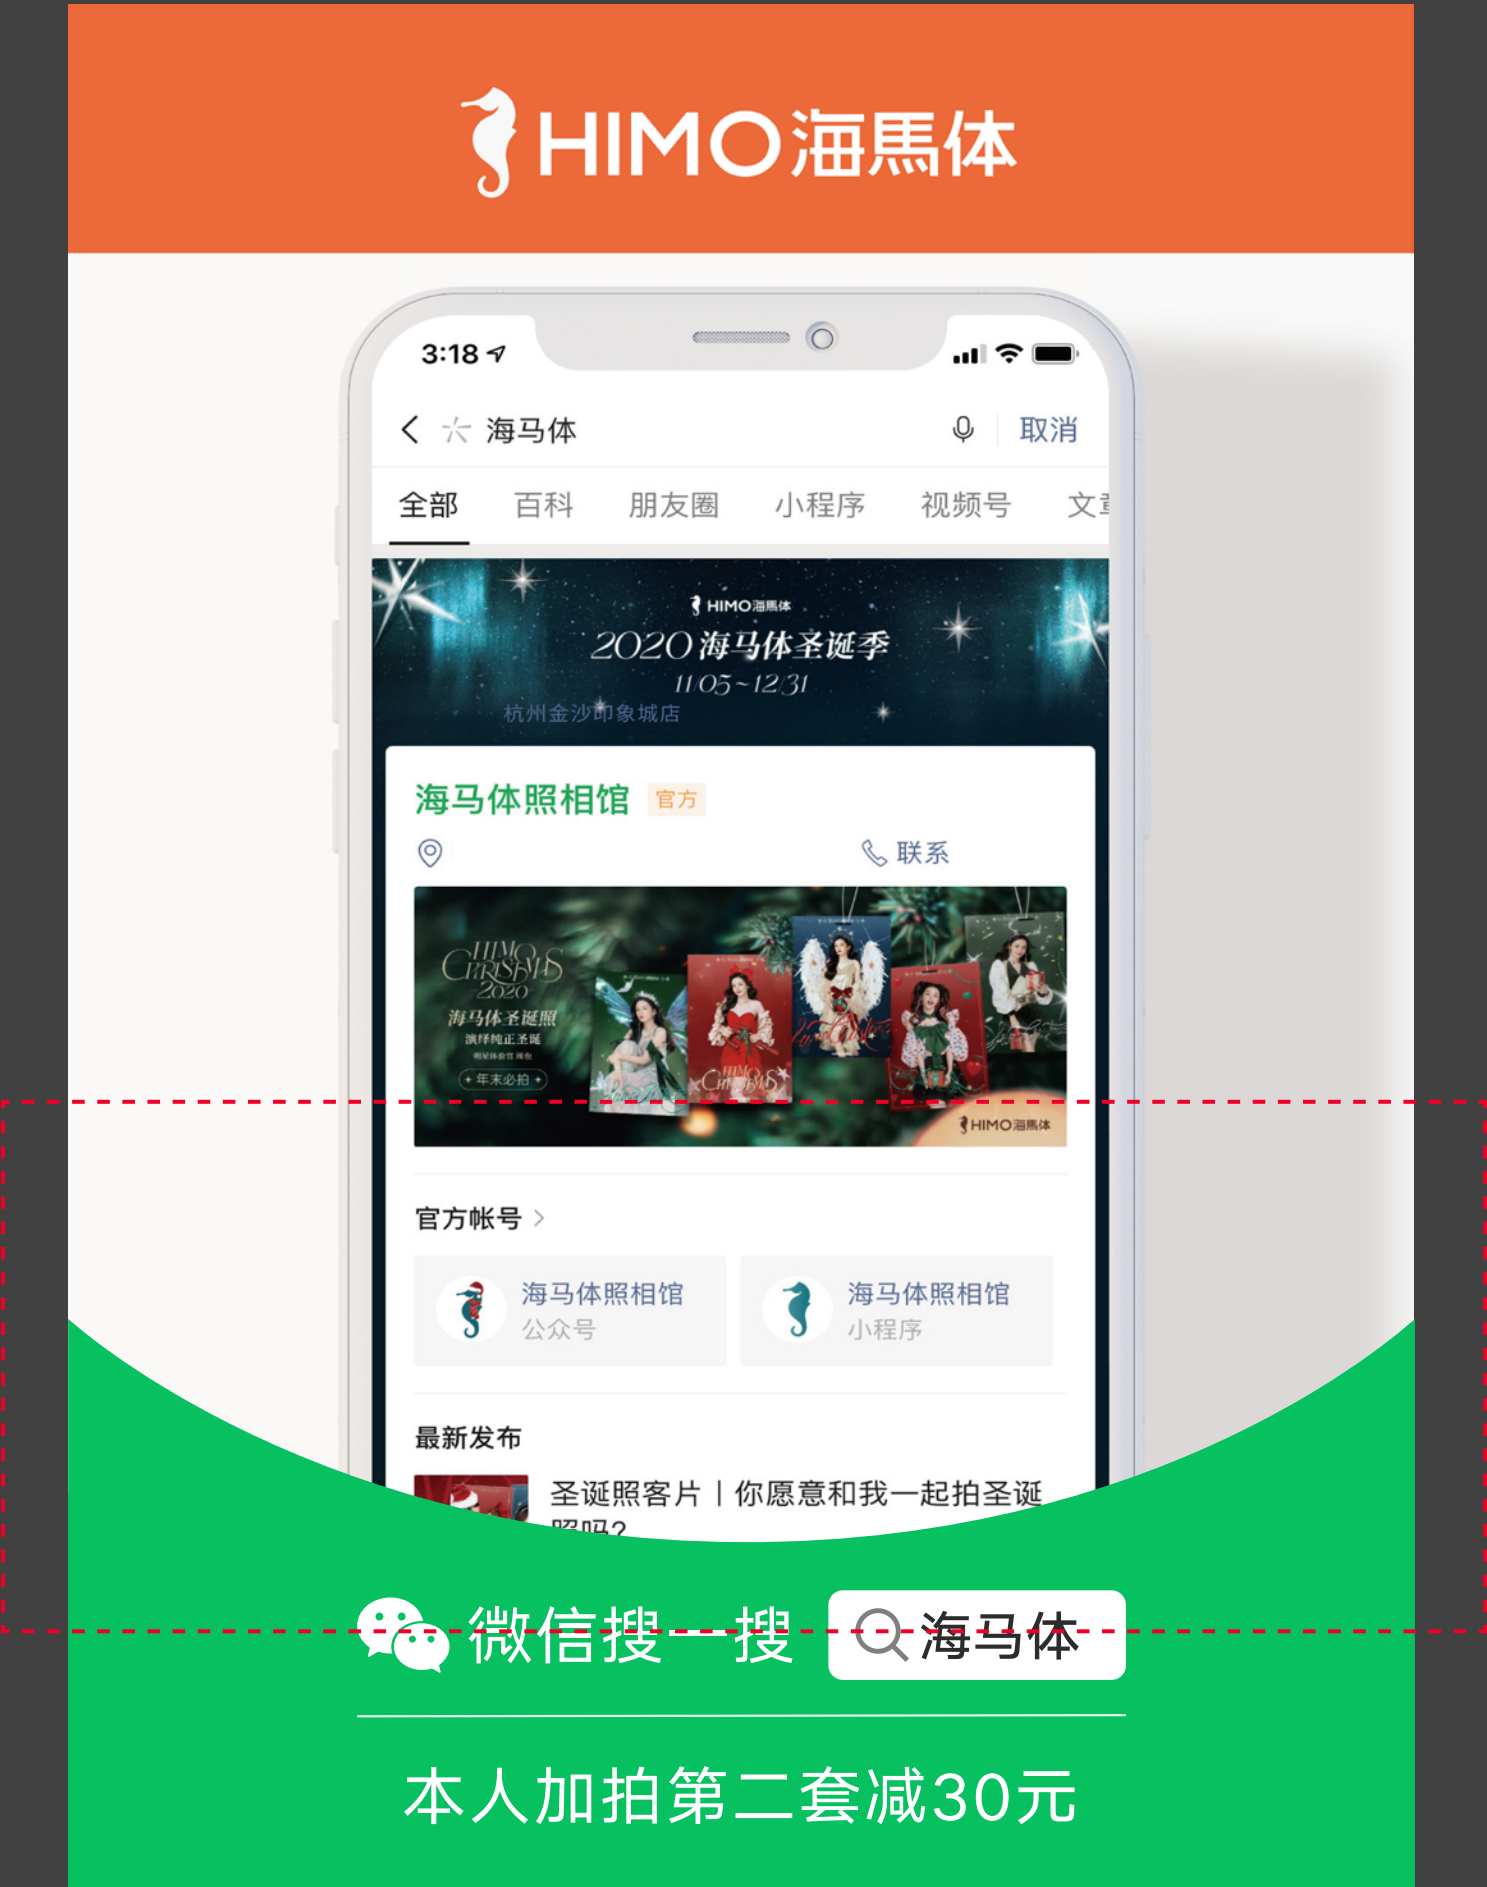 HIMO海馬体
3:18
海马体
取消
全部 百科 朋友圈 小程序 视频号 文章
HIMO海馬体
2020 海马体圣诞季
11/05~12/31
杭州金沙印象城店
海马体照相馆 官方
联系
HIMO
CHRISTMAS
2020
海马体圣诞照
演绎纯正圣诞
年末必拍
CHRISTMAS
HIMO海馬体
官方帐号
海马体照相馆
公众号
海马体照相馆
小程序
最新发布
圣诞照客片丨你愿意和我一起拍圣诞
照吗?
微信搜一搜 海马体
本人加拍第二套减30元